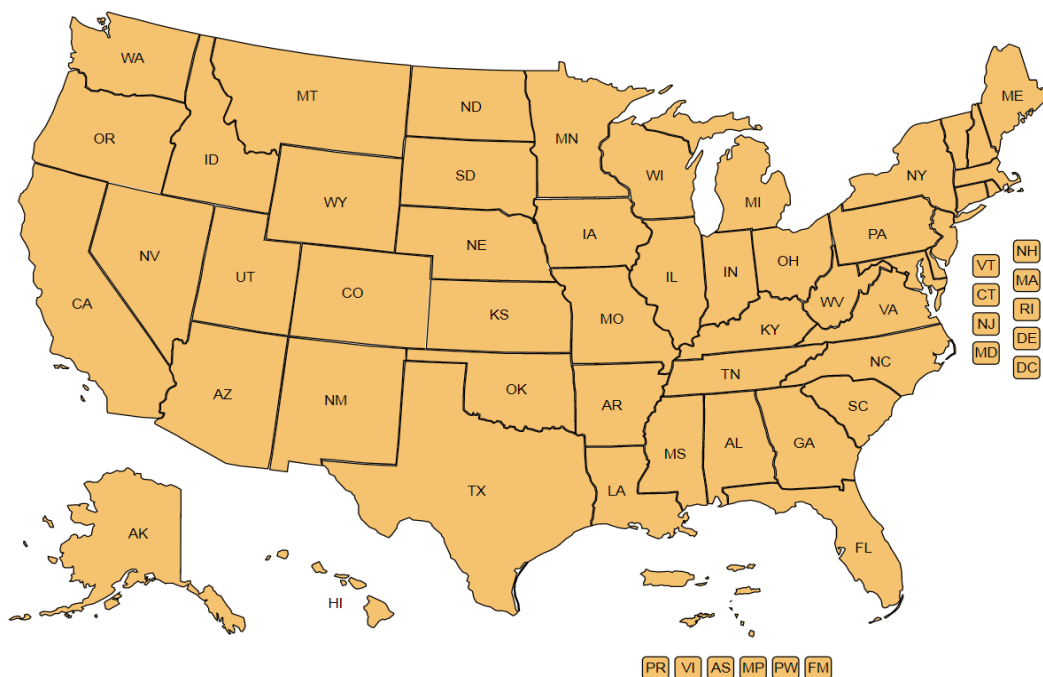 WA
MT
ND
ME
OR
MN
ID
SD
WI
NY
WY
MI
NE
IA
PA
NV
UT
CO
IL
IN
OH
NH
VT
MA
CA
KS
MO
WV
VA
CT
RI
KY
NJ
DE
MD
NC
DC
AZ
NM
OK
TN
AR
SC
MS
AL
GA
TX
LA
AK
FL
HI
PR VI AS MP PW FM